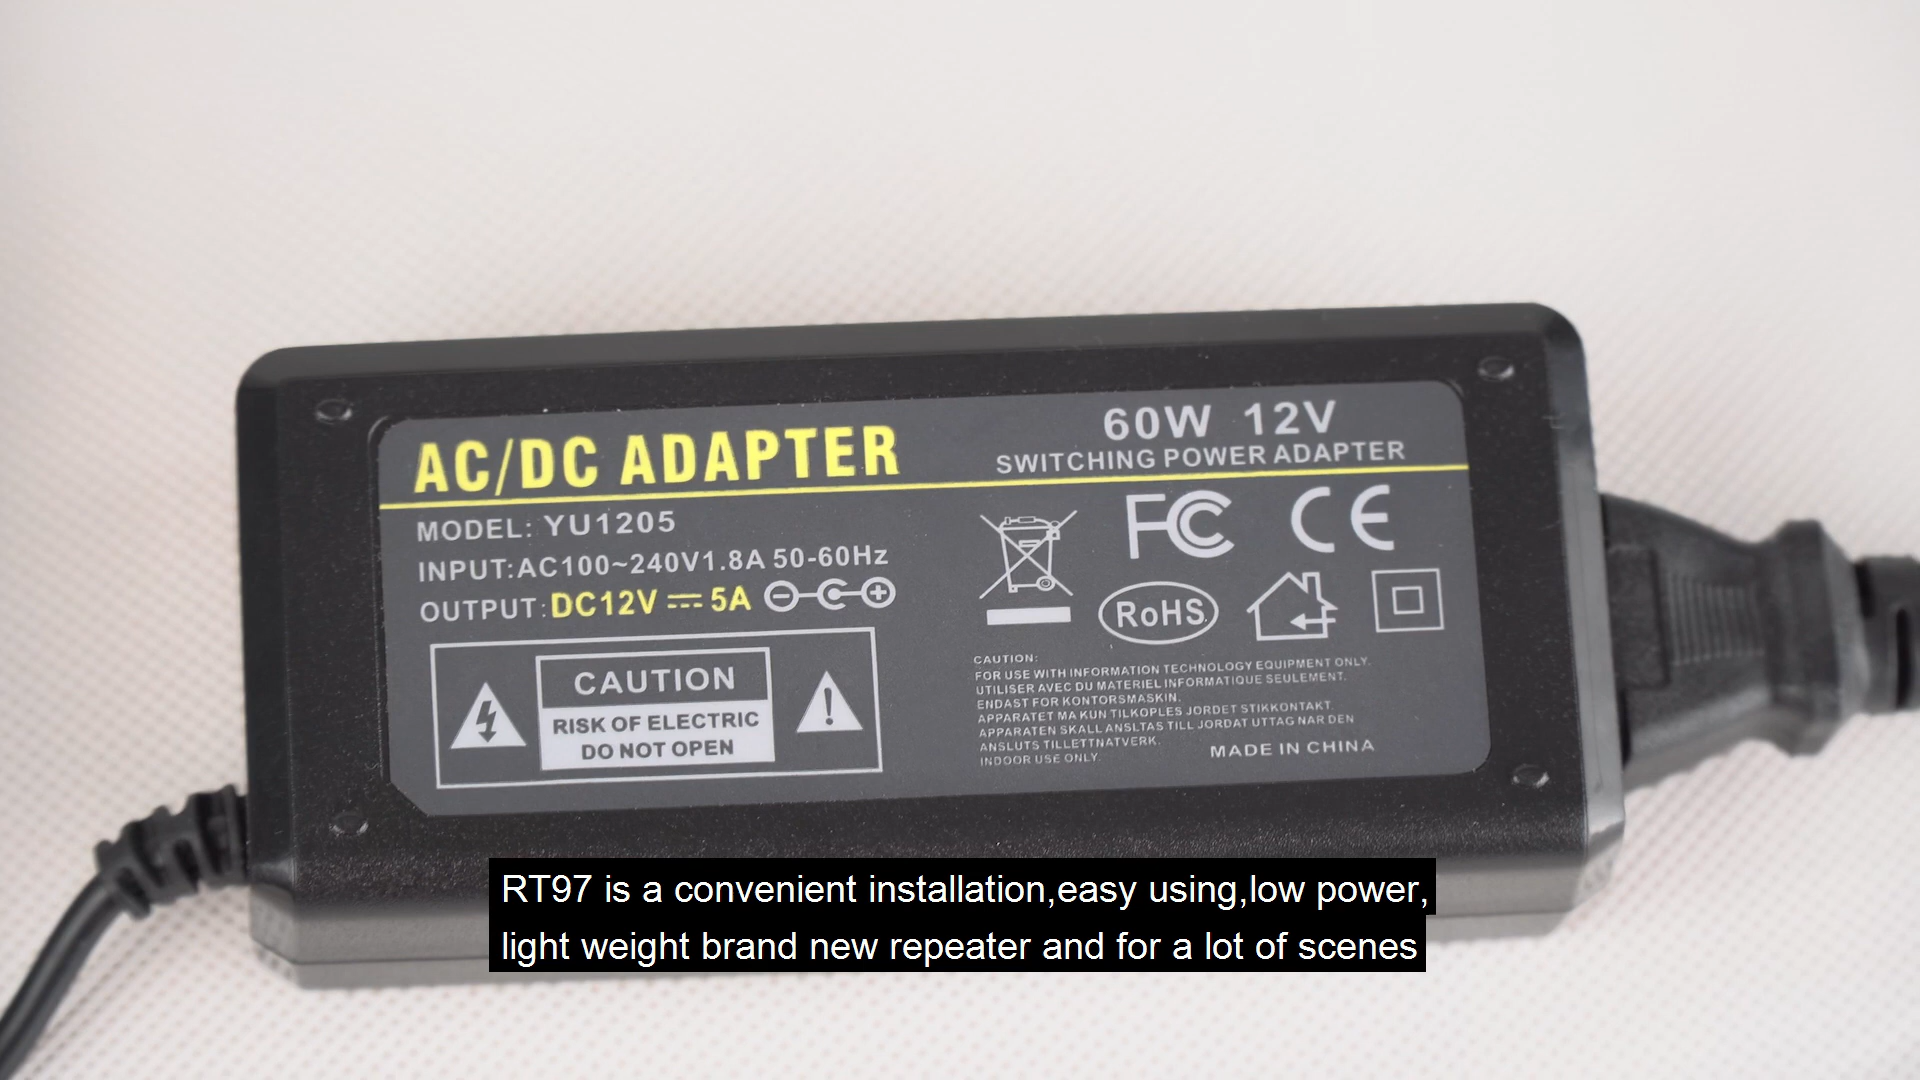 AC/DC ADAPTER
60W 12V
SWITCHING POWER ADAPTER
MODEL: YU1205
INPUT:AC100~240V1.8A 50-60Hz
OUTPUT:DC12V ⎓ 5A
CAUTION
RISK OF ELECTRIC
DO NOT OPEN
FC CE
RoHS
CAUTION:
FOR USE WITH INFORMATION TECHNOLOGY EQUIPMENT ONLY.
UTILISER AVEC DU MATERIEL INFORMATIQUE SEULEMENT.
ENDAST FOR KONTORSMASKIN.
APPARATET MA KUN TILKOPLES JORDET STIKKONTAKT.
APPARATEN SKALL ANSLTAS TILL JORDAT UTTAG NAR DEN
ANSLUTS TILLETTNATVERK.
INDOOR USE ONLY.
MADE IN CHINA
RT97 is a convenient installation,easy using,low power,
light weight brand new repeater and for a lot of scenes